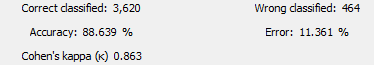 Correct classified: 3,620 Wrong classified: 464
Accuracy: 88.639 % Error: 11.361 %
Cohen's kappa (κ) 0.863